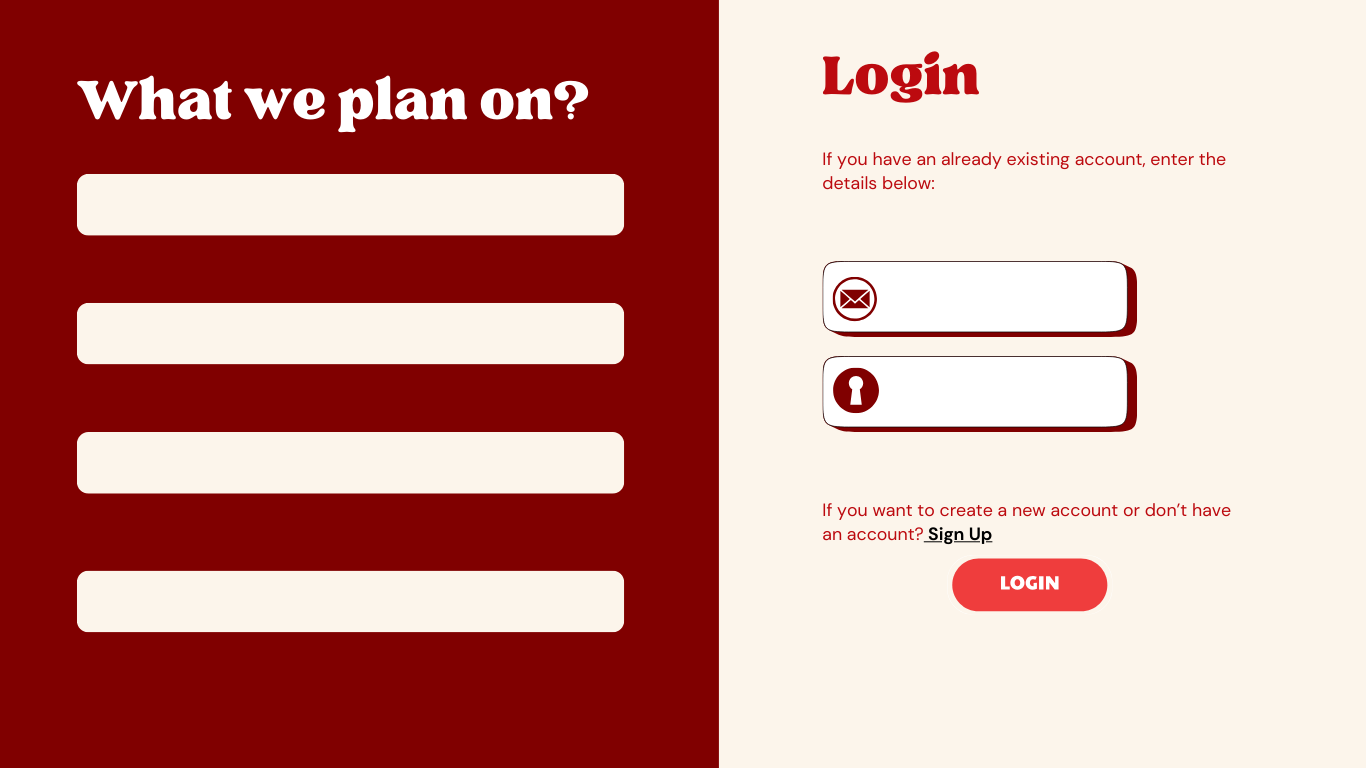 What we plan on?
Login
If you have an already existing account, enter the
details below:
If you want to create a new account or don’t have
an account? Sign Up
LOGIN